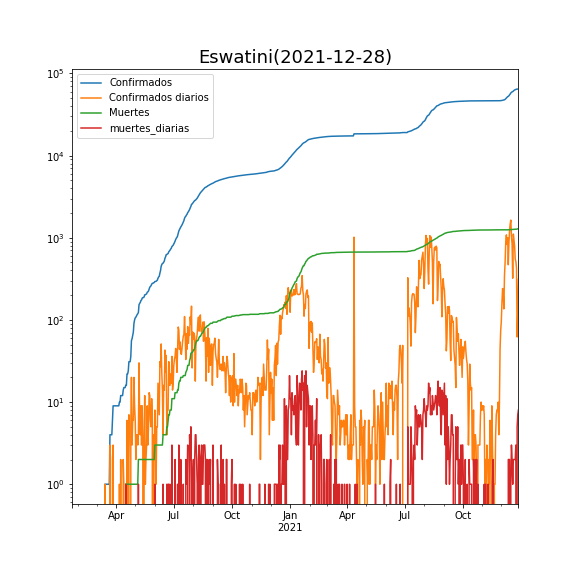 Eswatini(2021-12-28)
Confirmados
Confirmados diarios
Muertes
muertes_diarias
10⁵
10⁴
10³
10²
10¹
10⁰
Apr Jul Oct Jan Apr Jul Oct
2021